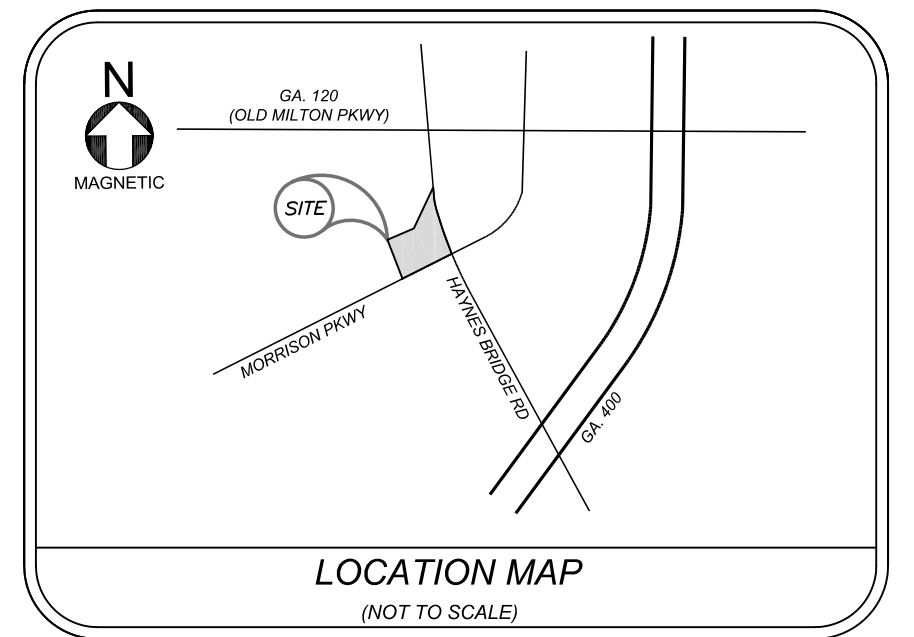 N
MAGNETIC
GA. 120
(OLD MILTON PKWY)
SITE
MORRISON PKWY
HAYNES BRIDGE RD
GA. 400
LOCATION MAP
(NOT TO SCALE)